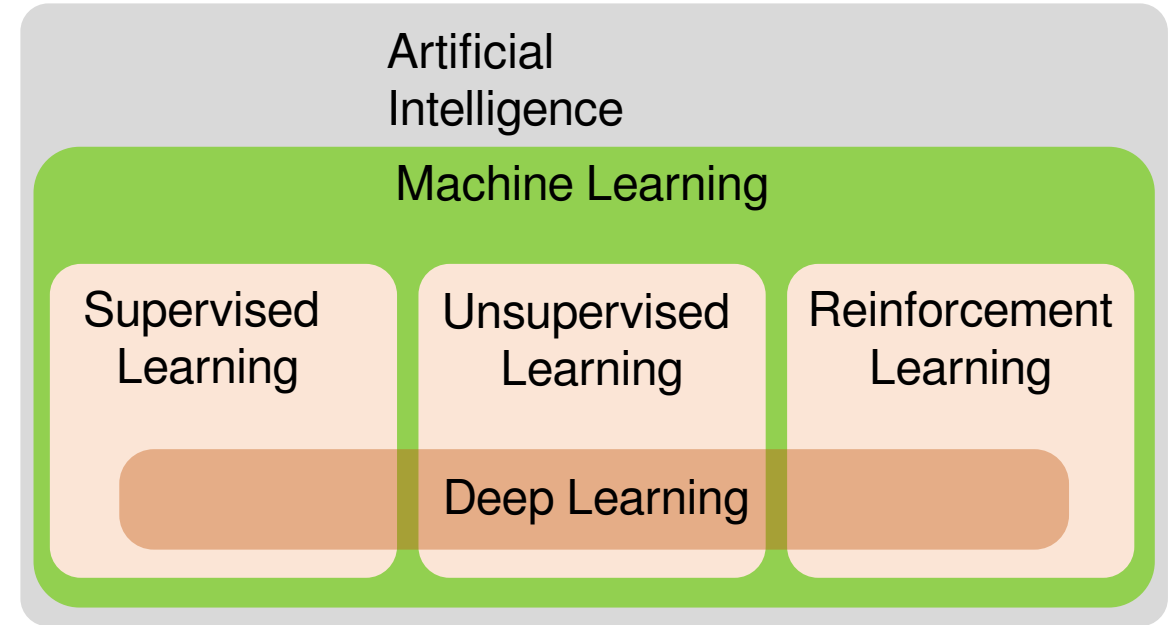 Artificial
Intelligence
Machine Learning
Supervised
Learning
Unsupervised
Learning
Reinforcement
Learning
Deep Learning